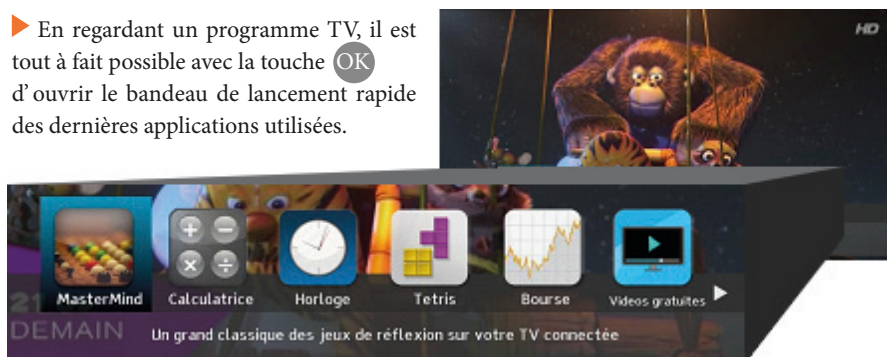 En regardant un programme TV, il est
tout à fait possible avec la touche OK
d'ouvrir le bandeau de lancement rapide
des dernières applications utilisées.
HD
MasterMind Calculatrice Horloge Tetris Bourse Videos gratuites
21
DEMAIN Un grand classique des jeux de réflexion sur votre TV connectée